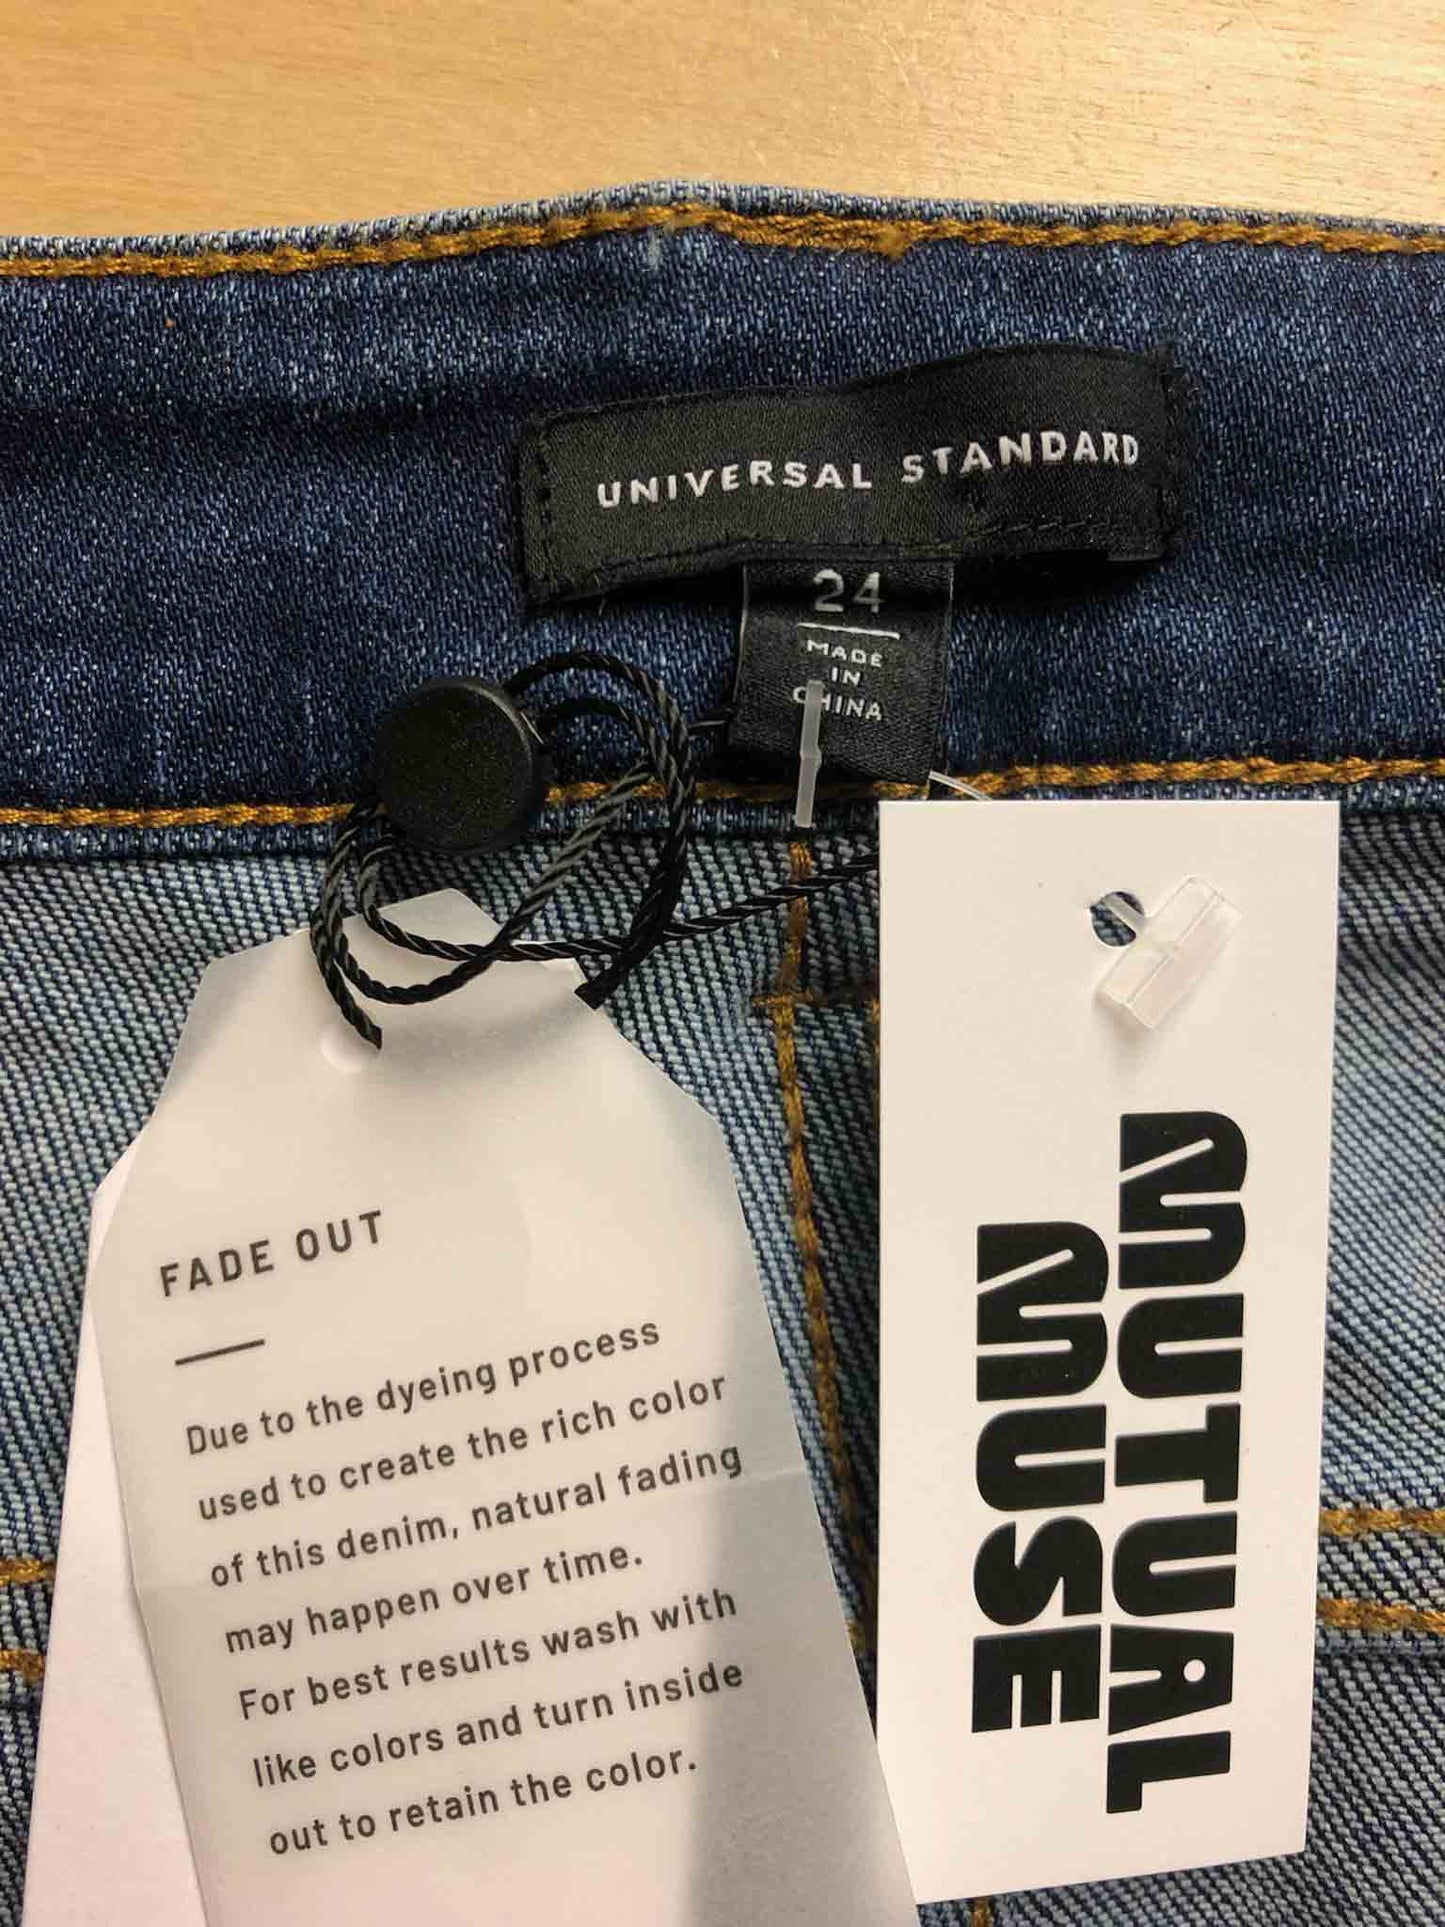 UNIVERSAL STANDARD
24
MADE
IN
CHINA
FADE OUT
Due to the dyeing process
used to create the rich color
of this denim, natural fading
may happen over time.
For best results wash with
like colors and turn inside
out to retain the color.
MUTUAL
MUSE